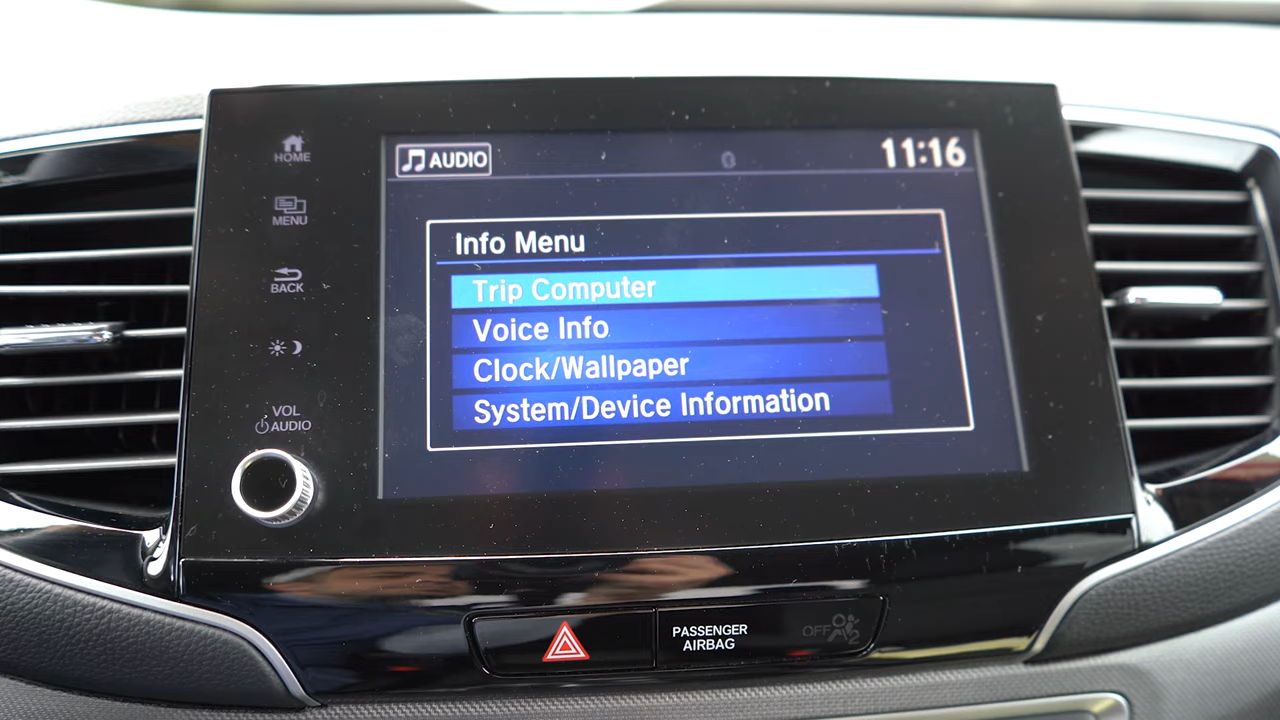 HOME
MENU
BACK
VOL
AUDIO
AUDIO
11:16
Info Menu
Trip Computer
Voice Info
Clock/Wallpaper
System/Device Information
PASSENGER
AIRBAG
OFF
2